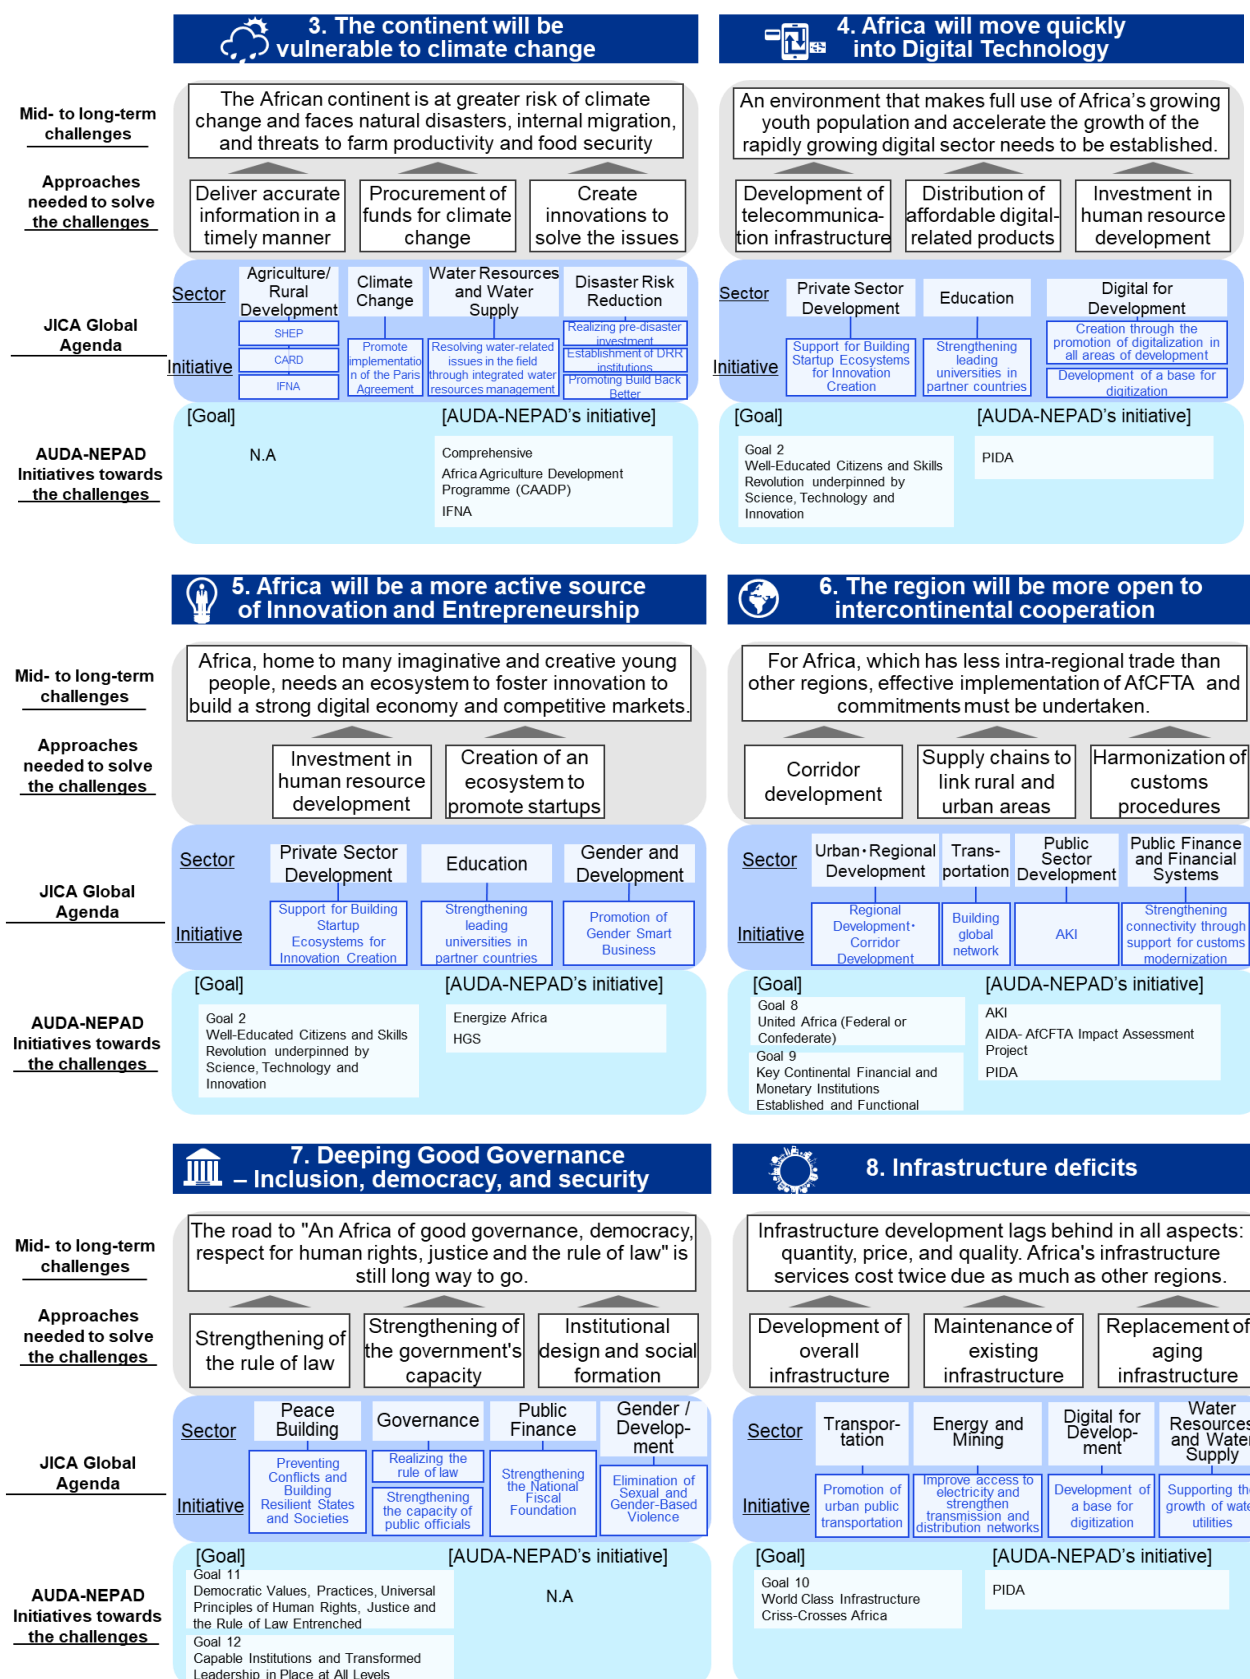 3. The continent will be
vulnerable to climate change
4. Africa will move quickly
into Digital Technology
Mid- to long-term
challenges
The African continent is at greater risk of climate
change and faces natural disasters, internal migration,
and threats to farm productivity and food security
An environment that makes full use of Africa's growing
youth population and accelerate the growth of the
rapidly growing digital sector needs to be established.
Approaches
needed to solve
the challenges
Deliver accurate
information in a
timely manner
Procurement of
funds for climate
change
Create
innovations to
solve the issues
Development of
telecommunica-
tion infrastructure
Distribution of
affordable digital-
related products
Investment in
human resource
development
JICA Global
Agenda
Sector
Agriculture/
Rural
Development
Climate
Change
Water Resources
and Water
Supply
Disaster Risk
Reduction
Initiative
SHEP
CARD
IFNA
Promote
implementatio
n of the Paris
Agreement
Resolving water-related
issues in the field
through integrated water
resources management
Realizing pre-disaster
investment
Establishment of DRR
institutions
Promoting Build Back
Better
Sector
Private Sector
Development
Education
Digital for
Development
Initiative
Support for Building
Startup Ecosystems
for Innovation
Creation
Strengthening
leading
universities in
partner countries
Creation through the
promotion of digitalization in
all areas of development
Development of a base for
digitization
AUDA-NEPAD
Initiatives towards
the challenges
[Goal]
N.A
[AUDA-NEPAD's initiative]
Comprehensive
Africa Agriculture Development
Programme (CAADP)
IFNA
[Goal]
Goal 2
Well-Educated Citizens and Skills
Revolution underpinned by
Science, Technology and
Innovation
[AUDA-NEPAD's initiative]
PIDA
5. Africa will be a more active source
of Innovation and Entrepreneurship
6. The region will be more open to
intercontinental cooperation
Mid- to long-term
challenges
Africa, home to many imaginative and creative young
people, needs an ecosystem to foster innovation to
build a strong digital economy and competitive markets.
For Africa, which has less intra-regional trade than
other regions, effective implementation of AfCFTA and
commitments must be undertaken.
Approaches
needed to solve
the challenges
Investment in
human resource
development
Creation of an
ecosystem to
promote startups
Corridor
development
Supply chains to
link rural and
urban areas
Harmonization of
customs
procedures
JICA Global
Agenda
Sector
Private Sector
Development
Education
Gender and
Development
Initiative
Support for Building
Startup
Ecosystems for
Innovation Creation
Strengthening
leading
universities in
partner countries
Promotion of
Gender Smart
Business
Sector
Urban・Regional
Development
Trans-
portation
Public
Sector
Development
Public Finance
and Financial
Systems
Initiative
Regional
Development・
Corridor
Development
Building
global
network
AKI
Strengthening
connectivity through
support for customs
modernization
AUDA-NEPAD
Initiatives towards
the challenges
[Goal]
Goal 2
Well-Educated Citizens and Skills
Revolution underpinned by
Science, Technology and
Innovation
[AUDA-NEPAD's initiative]
Energize Africa
HGS
[Goal]
Goal 8
United Africa (Federal or
Confederate)
Goal 9
Key Continental Financial and
Monetary Institutions
Established and Functional
[AUDA-NEPAD's initiative]
AKI
AIDA- AfCFTA Impact Assessment
Project
PIDA
7. Deeping Good Governance
– Inclusion, democracy, and security
8. Infrastructure deficits
Mid- to long-term
challenges
The road to "An Africa of good governance, democracy,
respect for human rights, justice and the rule of law" is
still long way to go.
Infrastructure development lags behind in all aspects:
quantity, price, and quality. Africa's infrastructure
services cost twice due as much as other regions.
Approaches
needed to solve
the challenges
Strengthening of
the rule of law
Strengthening of
the government's
capacity
Institutional
design and social
formation
Development of
overall
infrastructure
Maintenance of
existing
infrastructure
Replacement of
aging
infrastructure
JICA Global
Agenda
Sector
Peace
Building
Governance
Public
Finance
Gender /
Develop-
ment
Initiative
Preventing
Conflicts and
Building
Resilient States
and Societies
Realizing the
rule of law
Strengthening
the capacity of
public officials
Strengthening
the National
Fiscal
Foundation
Elimination of
Sexual and
Gender-Based
Violence
Sector
Transpor-
tation
Energy and
Mining
Digital for
Develop-
ment
Water
Resources
and Water
Supply
Initiative
Promotion of
urban public
transportation
Improve access to
electricity and
strengthen
transmission and
distribution networks
Development of
a base for
digitization
Supporting the
growth of water
utilities
AUDA-NEPAD
Initiatives towards
the challenges
[Goal]
Goal 11
Democratic Values, Practices, Universal
Principles of Human Rights, Justice and
the Rule of Law Entrenched
Goal 12
Capable Institutions and Transformed
Leadership in Place at All Levels
[AUDA-NEPAD's initiative]
N.A
[Goal]
Goal 10
World Class Infrastructure
Criss-Crosses Africa
[AUDA-NEPAD's initiative]
PIDA